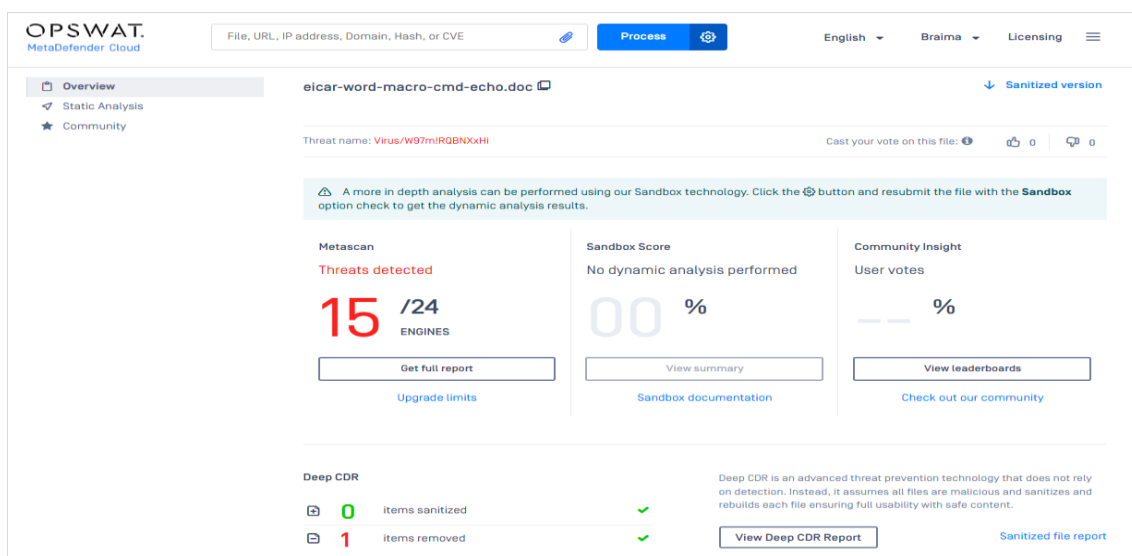 OPSWAT.
MetaDefender Cloud
File, URL, IP address, Domain, Hash, or CVE
Process
English
Braima
Licensing
Overview
Static Analysis
Community
eicar-word-macro-cmd-echo.doc
Sanitized version
Threat name: Virus/W97m!RQBNXxHi
Cast your vote on this file:
0
0
A more in depth analysis can be performed using our Sandbox technology. Click the button and resubmit the file with the Sandbox
option check to get the dynamic analysis results.
Metascan
Threats detected
15 /24
ENGINES
Get full report
Upgrade limits
Sandbox Score
No dynamic analysis performed
00 %
View summary
Sandbox documentation
Community Insight
User votes
__ %
View leaderboards
Check out our community
Deep CDR
0 items sanitized
1 items removed
Deep CDR is an advanced threat prevention technology that does not rely
on detection. Instead, it assumes all files are malicious and sanitizes and
rebuilds each file ensuring full usability with safe content.
View Deep CDR Report
Sanitized file report